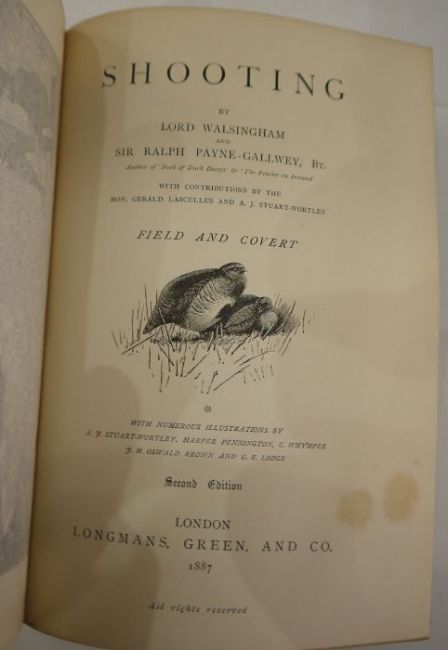 SHOOTING
BY
LORD WALSINGHAM
AND
SIR RALPH PAYNE-GALLWEY, BT.
Author of 'Book of Duck Decoys' & 'The Fowler in Ireland'
WITH CONTRIBUTIONS BY THE
HON. GERALD LASCELLES AND A. J. STUART-WORTLEY
FIELD AND COVERT
WITH NUMEROUS ILLUSTRATIONS BY
A. J. STUART-WORTLEY, HARPER PENNINGTON, C. WHYMPER
J. H. OSWALD BROWN AND G. E. LODGE
Second Edition
LONDON
LONGMANS, GREEN, AND CO.
1887
All rights reserved